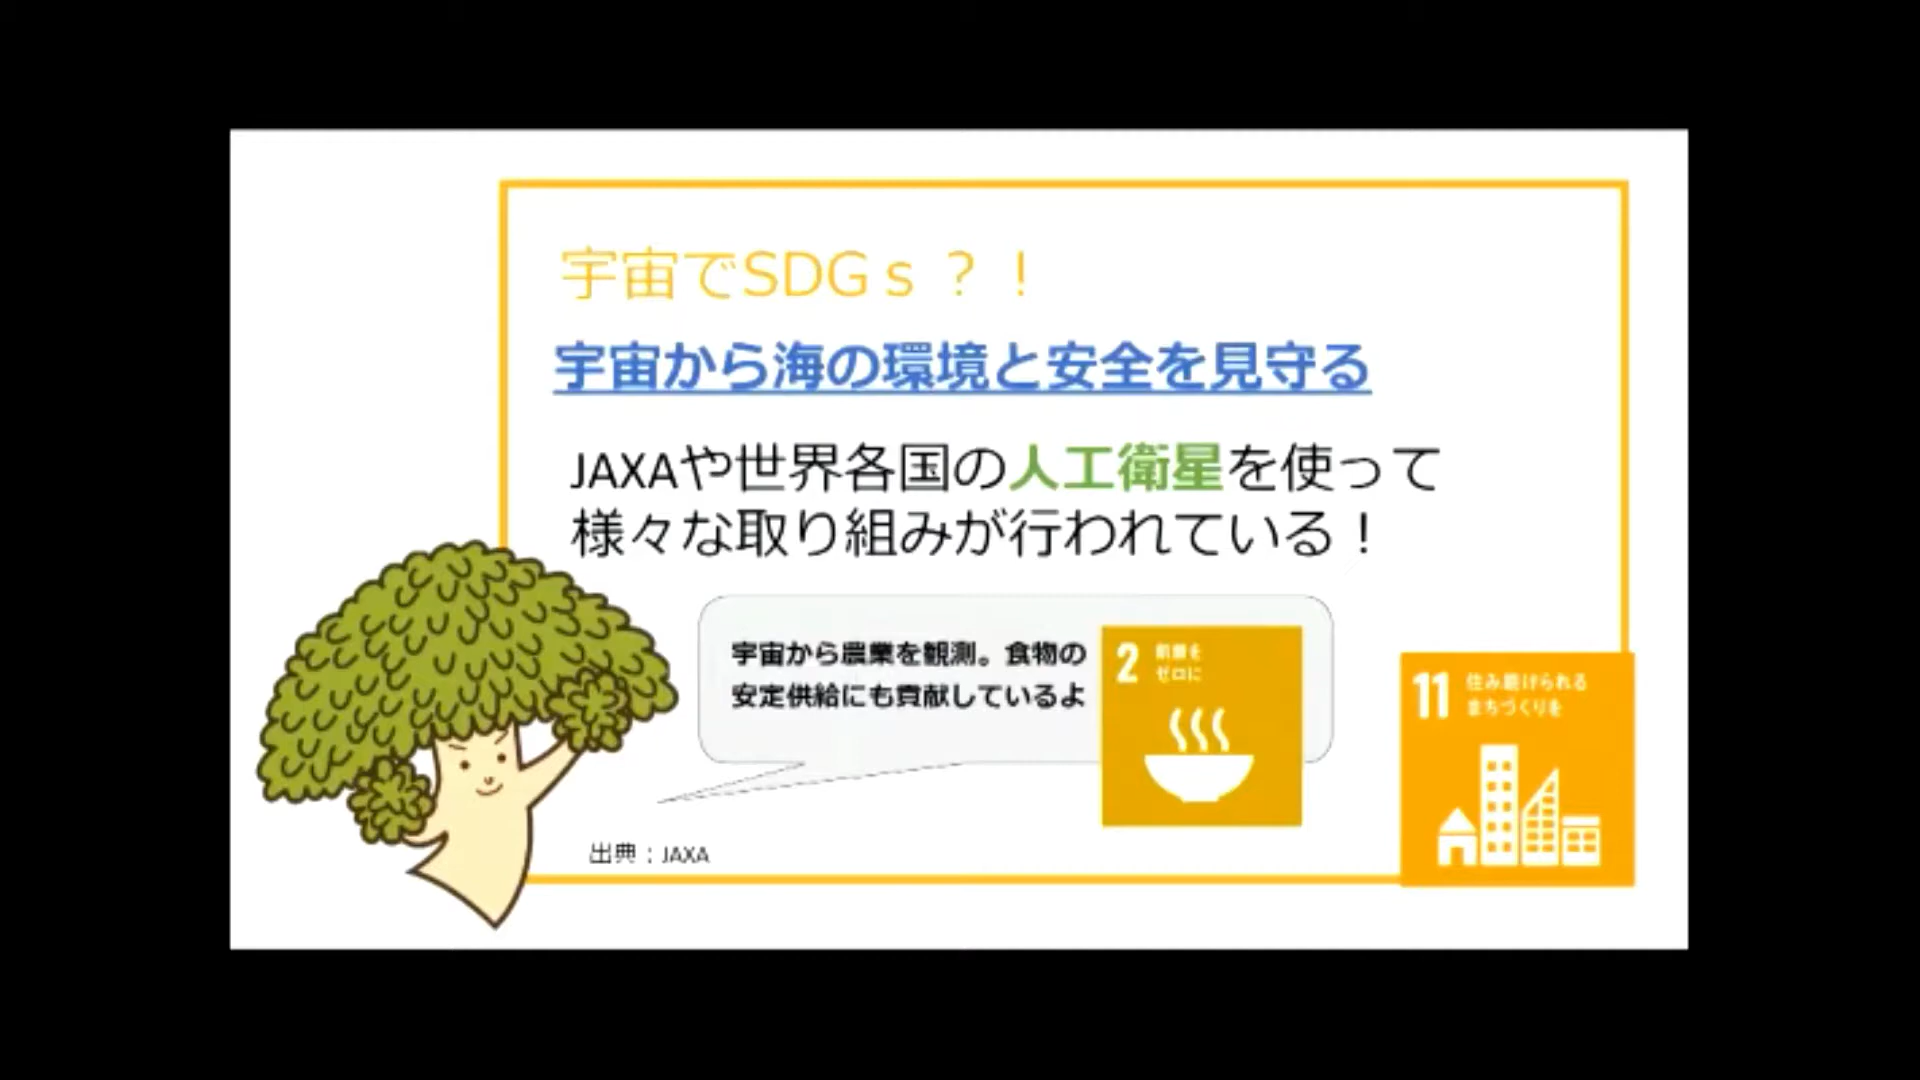 宇宙でSDGｓ？！
宇宙から海の環境と安全を見守る
JAXAや世界各国の人工衛星を使って
様々な取り組みが行われている！
宇宙から農業を観測。食物の
安定供給にも貢献しているよ
2 飢餓を
ゼロに
11 住み続けられる
まちづくりを
出典：JAXA